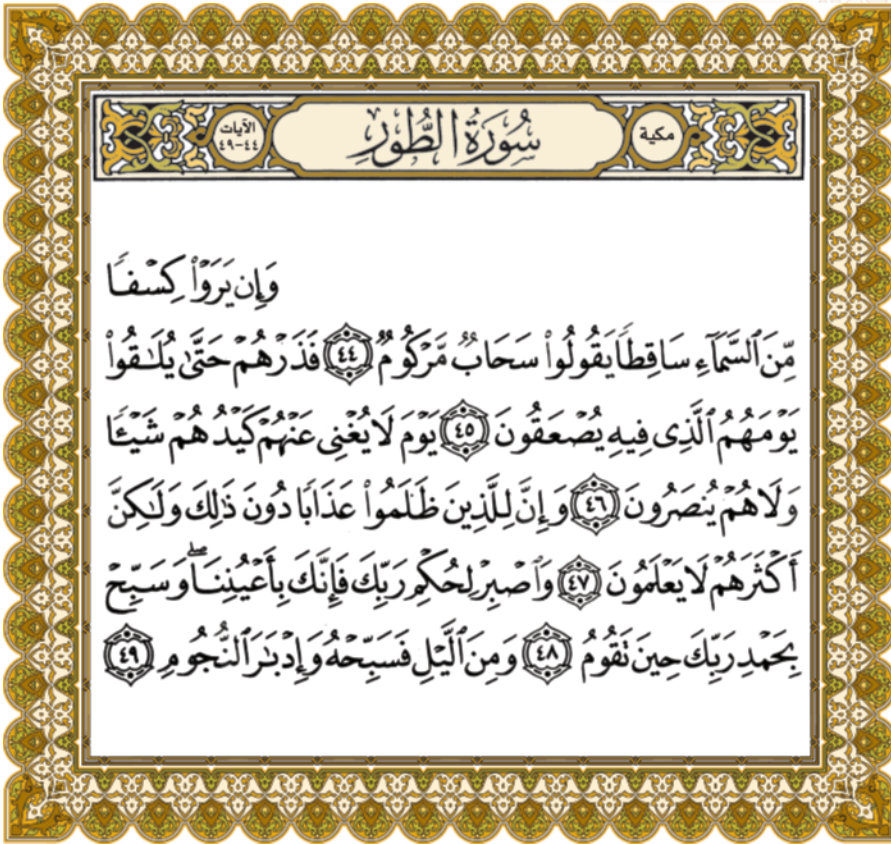 مكية
سُورَةُ الطُّورِ
الآيات
٤٤-٤٩
وَإِن يَرَوۡاْ كِسۡفٗا
مِّنَ ٱلسَّمَآءِ سَاقِطٗا يَقُولُواْ سَحَابٞ مَّرۡكُومٞ ٤٤ فَذَرۡهُمۡ حَتَّىٰ يُلَٰقُواْ
يَوۡمَهُمُ ٱلَّذِي فِيهِ يُصۡعَقُونَ ٤٥ يَوۡمَ لَا يُغۡنِي عَنۡهُمۡ كَيۡدُهُمۡ شَيۡـٔٗا
وَلَا هُمۡ يُنصَرُونَ ٤٦ وَإِنَّ لِلَّذِينَ ظَلَمُواْ عَذَابٗا دُونَ ذَٰلِكَ وَلَٰكِنَّ
أَكۡثَرَهُمۡ لَا يَعۡلَمُونَ ٤٧ وَٱصۡبِرۡ لِحُكۡمِ رَبِّكَ فَإِنَّكَ بِأَعۡيُنِنَاۖ وَسَبِّحۡ
بِحَمۡدِ رَبِّكَ حِينَ تَقُومُ ٤٨ وَمِنَ ٱلَّيۡلِ فَسَبِّحۡهُ وَإِدۡبَٰرَ ٱلنُّجُومِ ٤٩